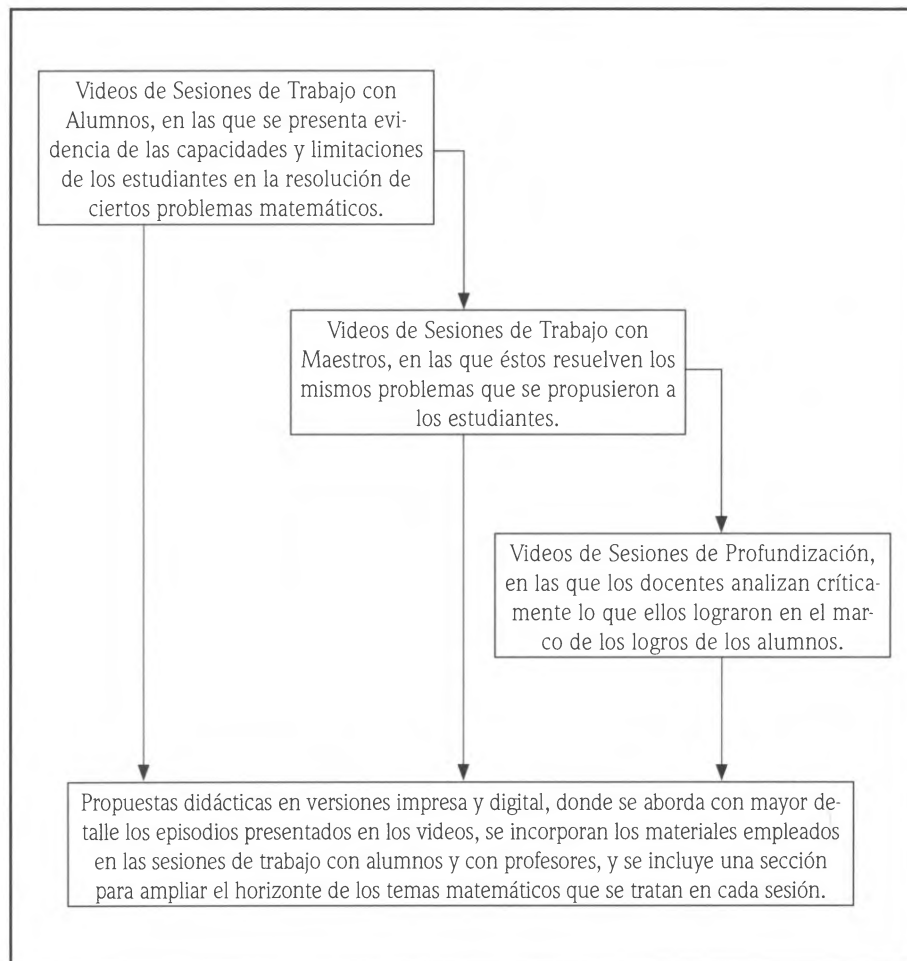 Videos de Sesiones de Trabajo con
Alumnos, en las que se presenta evi-
dencia de las capacidades y limitaciones
de los estudiantes en la resolución de
ciertos problemas matemáticos.
Videos de Sesiones de Trabajo con
Maestros, en las que éstos resuelven los
mismos problemas que se propusieron a
los estudiantes.
Videos de Sesiones de Profundización,
en las que los docentes analizan crítica-
mente lo que ellos lograron en el mar-
co de los logros de los alumnos.
Propuestas didácticas en versiones impresa y digital, donde se aborda con mayor de-
talle los episodios presentados en los videos, se incorporan los materiales empleados
en las sesiones de trabajo con alumnos y con profesores, y se incluye una sección
para ampliar el horizonte de los temas matemáticos que se tratan en cada sesión.